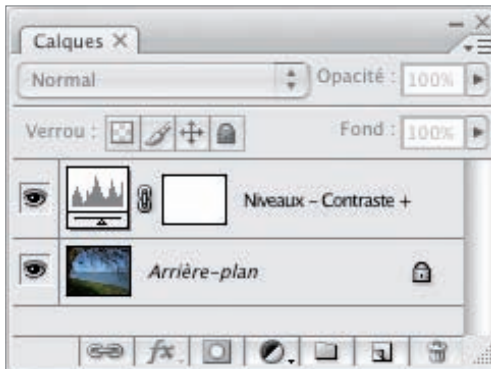 Calques
Normal Opacité : 100%
Verrou : Fond : 100%
Niveaux - Contraste +
Arrière-plan
fx.